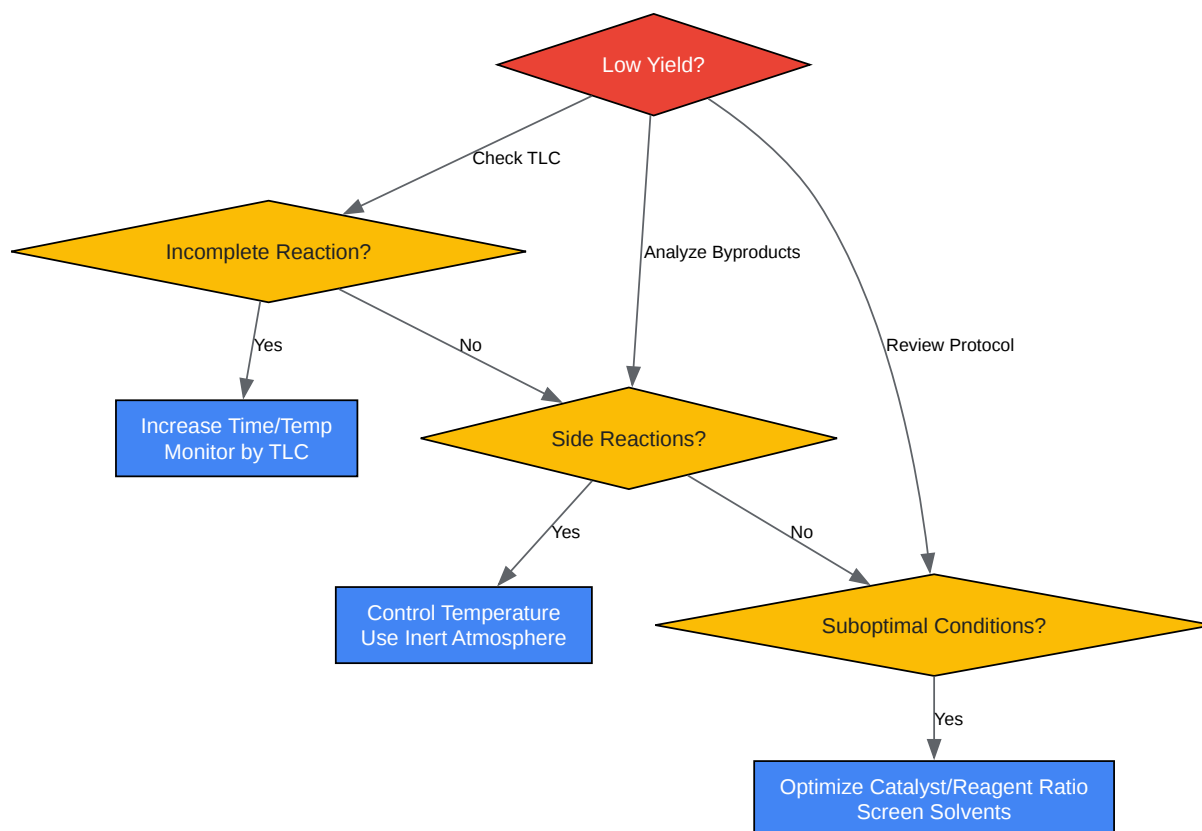 Low Yield?
Check TLC
Incomplete Reaction?
Analyze Byproducts
Yes
No
Review Protocol
Increase Time/Temp
Monitor by TLC
Side Reactions?
Yes
No
Control Temperature
Use Inert Atmosphere
Suboptimal Conditions?
Yes
Optimize Catalyst/Reagent Ratio
Screen Solvents